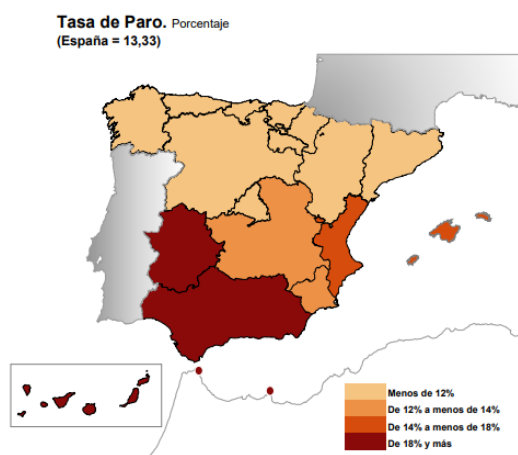 Tasa de Paro. Porcentaje
(España = 13,33)
Menos de 12%
De 12% a menos de 14%
De 14% a menos de 18%
De 18% y más